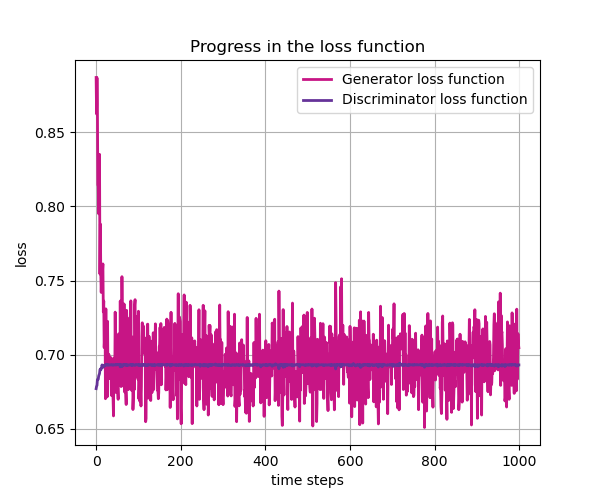 Progress in the loss function
Generator loss function
Discriminator loss function
0.85
0.80
0.75
0.70
0.65
loss
0 200 400 600 800 1000
time steps